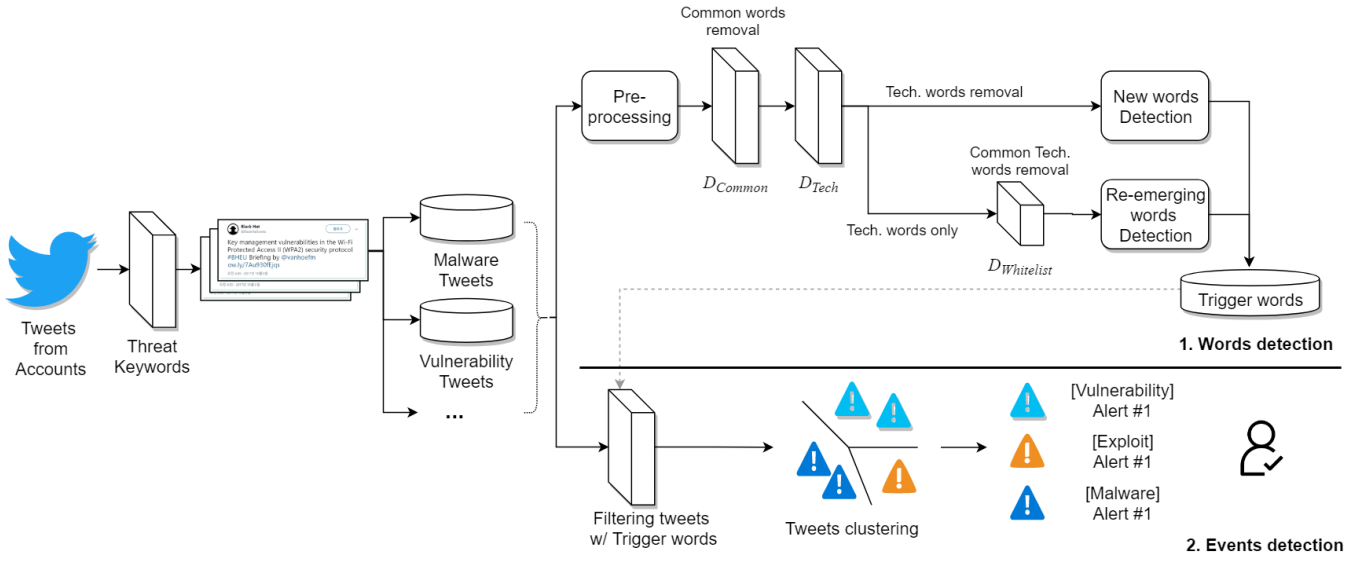 Common words
removal
Pre-
processing
Tech. words removal
New words
Detection
D_Common
D_Tech
Common Tech.
words removal
Tech. words only
Re-emerging
words
Detection
D_Whitelist
Trigger words
1. Words detection
Tweets
from
Accounts
Threat
Keywords
Black Hat
Key management vulnerabilities in the Wi-Fi
Protected Access II (WPA2) security protocol
#BHEU Briefing by @vanhoefm
Malware
Tweets
Vulnerability
Tweets
...
Filtering tweets
w/ Trigger words
Tweets clustering
[Vulnerability]
Alert #1
[Exploit]
Alert #1
[Malware]
Alert #1
2. Events detection